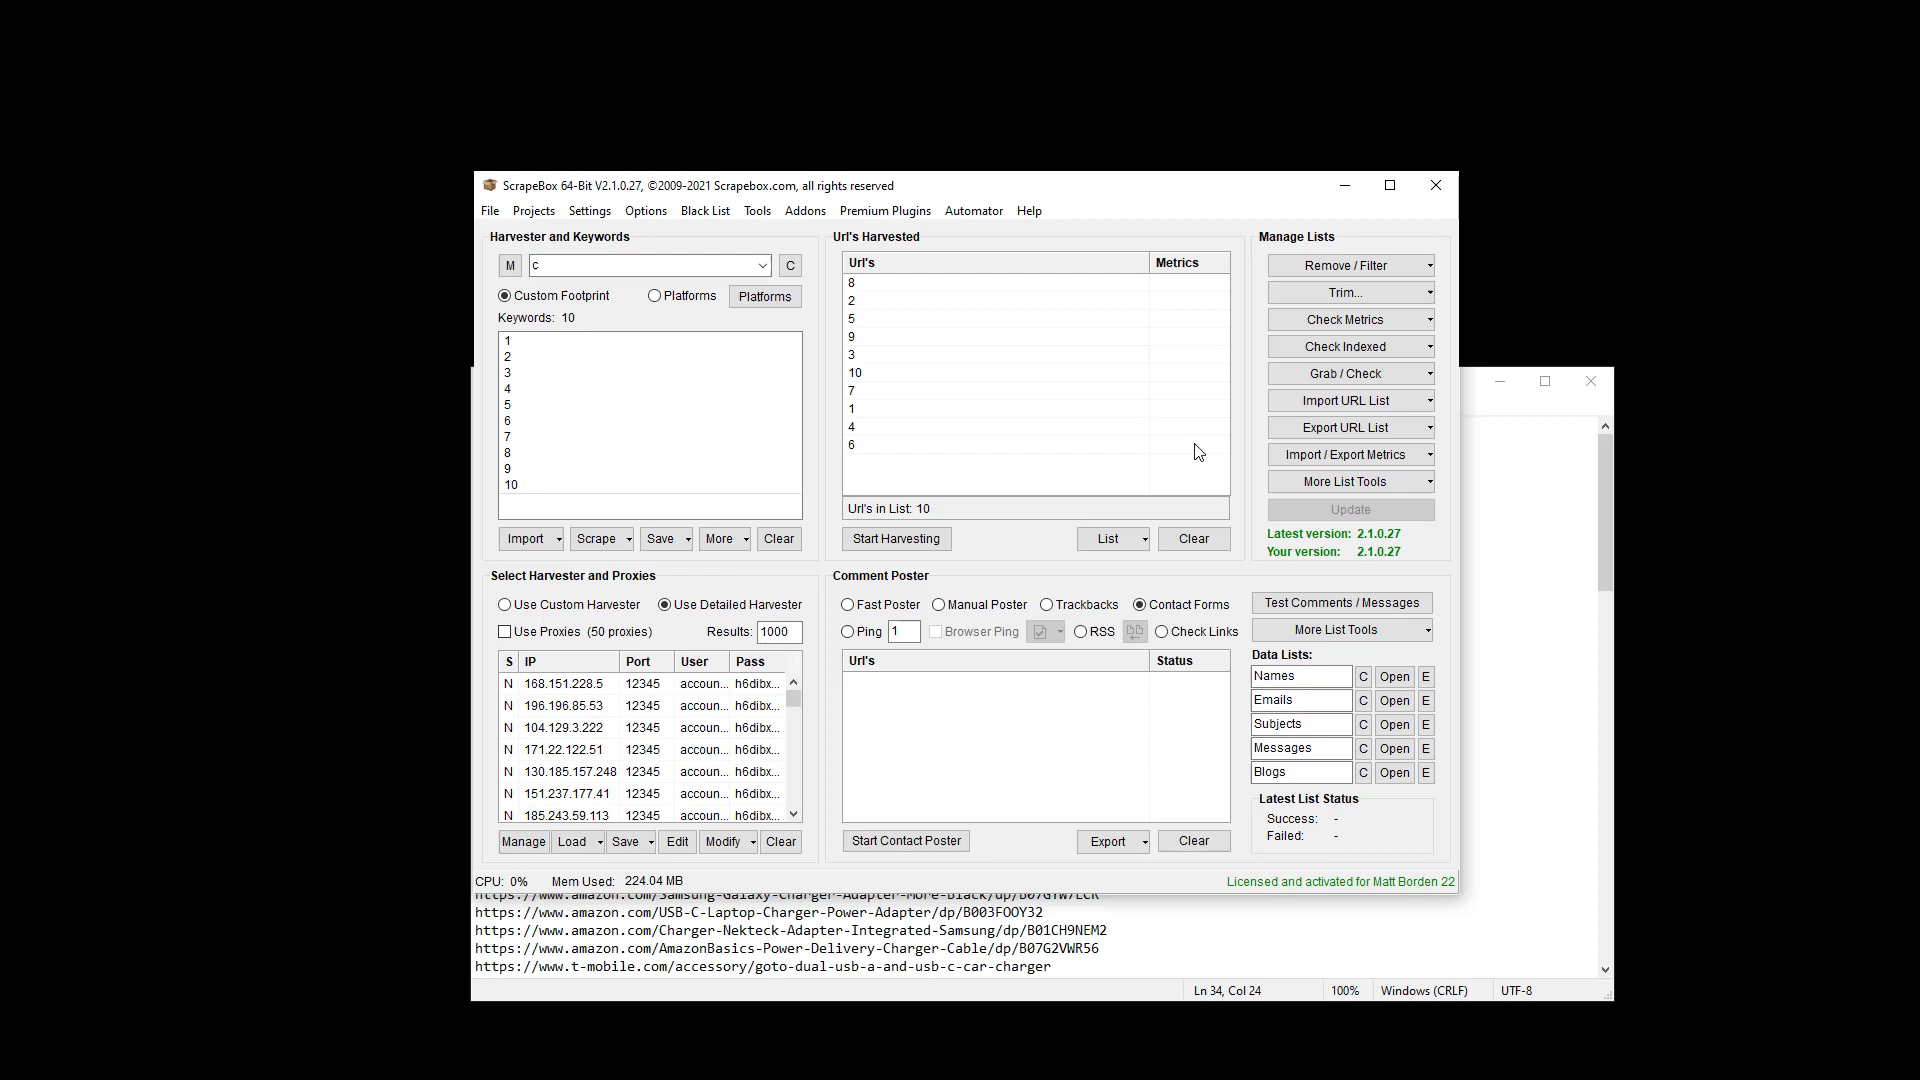 ScrapeBox 64-Bit V2.1.0.27, ©2009-2021 Scrapebox.com, all rights reserved
File Projects Settings Options Black List Tools Addons Premium Plugins Automator Help
Harvester and Keywords
M c C
Custom Footprint Platforms Platforms
Keywords: 10
1
2
3
4
5
6
7
8
9
10
Import Scrape Save More Clear
Url's Harvested
Url's Metrics
8
2
5
9
3
10
7
1
4
6
Url's in List: 10
Start Harvesting List Clear
Manage Lists
Remove / Filter
Trim...
Check Metrics
Check Indexed
Grab / Check
Import URL List
Export URL List
Import / Export Metrics
More List Tools
Update
Latest version: 2.1.0.27
Your version: 2.1.0.27
Select Harvester and Proxies
Use Custom Harvester Use Detailed Harvester
Use Proxies (50 proxies) Results: 1000
S IP Port User Pass
N 168.151.228.5 12345 accoun... h6dibx...
N 196.196.85.53 12345 accoun... h6dibx...
N 104.129.3.222 12345 accoun... h6dibx...
N 171.22.122.51 12345 accoun... h6dibx...
N 130.185.157.248 12345 accoun... h6dibx...
N 151.237.177.41 12345 accoun... h6dibx...
N 185.243.59.113 12345 accoun... h6dibx...
Manage Load Save Edit Modify Clear
Comment Poster
Fast Poster Manual Poster Trackbacks Contact Forms
Ping 1 Browser Ping RSS Check Links
Url's Status
Start Contact Poster Export Clear
Test Comments / Messages
More List Tools
Data Lists:
Names C Open E
Emails C Open E
Subjects C Open E
Messages C Open E
Blogs C Open E
Latest List Status
Success: -
Failed: -
CPU: 0% Mem Used: 224.04 MB Licensed and activated for Matt Borden 22
https://www.amazon.com/Samsung-Galaxy-Charger-Adapter-More-Black/dp/B07GYW7LCR
https://www.amazon.com/USB-C-Laptop-Charger-Power-Adapter/dp/B003FOOY32
https://www.amazon.com/Charger-Nekteck-Adapter-Integrated-Samsung/dp/B01CH9NEM2
https://www.amazon.com/AmazonBasics-Power-Delivery-Charger-Cable/dp/B07G2VWR56
https://www.t-mobile.com/accessory/goto-dual-usb-a-and-usb-c-car-charger
Ln 34, Col 24 100% Windows (CRLF) UTF-8